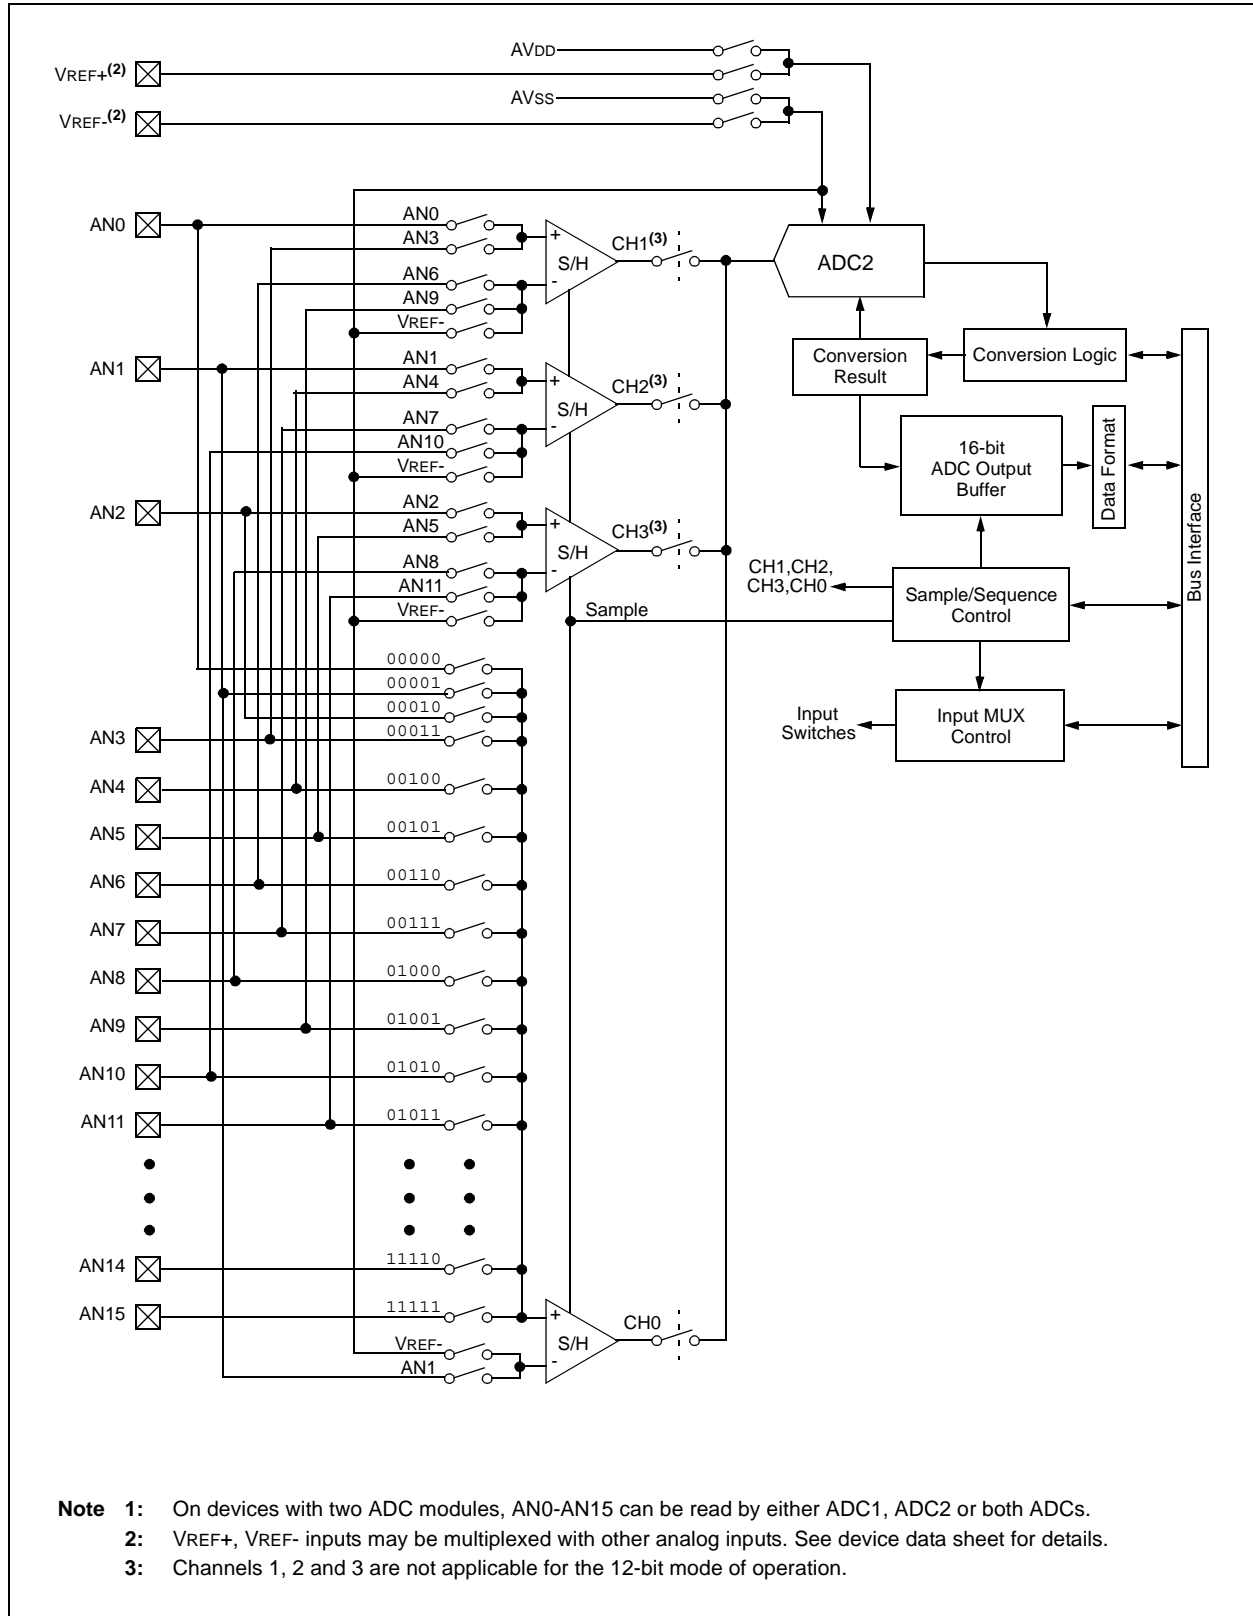 AVDD
VREF+(2)
AVSS
VREF-(2)
AN0
AN0
AN3
CH1(3)
+
S/H
-
ADC2
AN6
AN9
VREF-
AN1
AN1
AN4
CH2(3)
+
S/H
-
Conversion
Result
Conversion Logic
AN7
AN10
VREF-
16-bit
ADC Output
Buffer
Data Format
Bus Interface
AN2
AN2
AN5
CH3(3)
+
S/H
-
AN8
AN11
VREF-
CH1,CH2,
CH3,CH0
Sample/Sequence
Control
Sample
00000
00001
00010
AN3
00011
Input
Switches
Input MUX
Control
AN4
00100
AN5
00101
AN6
00110
AN7
00111
AN8
01000
AN9
01001
AN10
01010
AN11
01011
AN14
11110
AN15
11111
+
S/H
-
CH0
VREF-
AN1
Note 1: On devices with two ADC modules, AN0-AN15 can be read by either ADC1, ADC2 or both ADCs.
2: VREF+, VREF- inputs may be multiplexed with other analog inputs. See device data sheet for details.
3: Channels 1, 2 and 3 are not applicable for the 12-bit mode of operation.